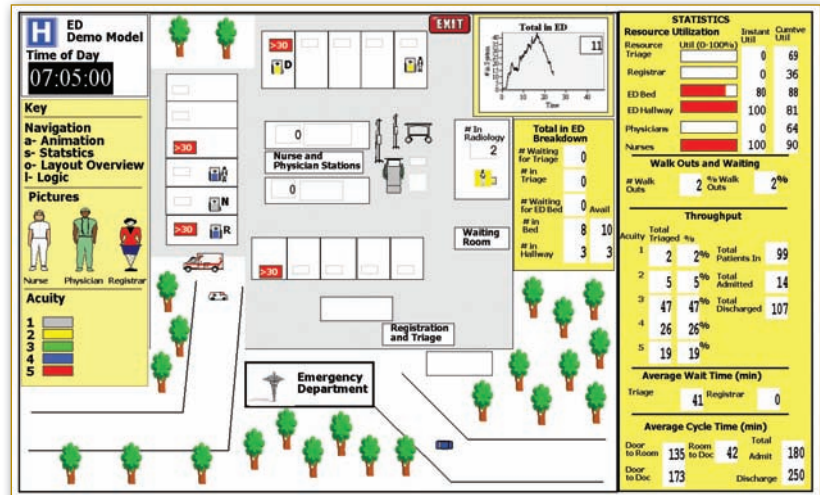 H
ED
Demo Model
Time of Day
07:05:00
Key
Navigation
a- Animation
s- Statstics
o- Layout Overview
l- Logic
Pictures
Nurse Physician Registrar
Acuity
1
2
3
4
5
EXIT
>30
D
>30
N
>30 R
0
Nurse and
Physician Stations
0
>30
# In
Radiology
2
Waiting
Room
Registration
and Triage
Emergency
Department
Total in ED
11
# in System
0 10 20 30 40
Time
Total in ED
Breakdown
# Waiting
for Triage 0
# in
Triage 0
# Waiting
for ED Bed 0 Avail
# in
Bed 8 10
# in
Hallway 3 3
STATISTICS
Resource Utilization
Resource Util (0-100%) Instant Util Cumtve Util
Triage 0 69
Registrar 0 36
ED Bed 80 88
ED Hallway 100 81
Physicians 0 64
Nurses 100 90
Walk Outs and Waiting
# Walk
Outs 2 % Walk
Outs 2%
Throughput
Acuity Total
Triaged %
1 2 2% Total
Patients In 99
2 5 5% Total
Admitted 14
3 47 47% Total
Discharged 107
4 26 26%
5 19 19%
Average Wait Time (min)
Triage 41 Registrar 0
Average Cycle Time (min)
Door
to Room 135 Room
to Doc 42 Total
Admit 180
Door
to Doc 173 Discharge 250